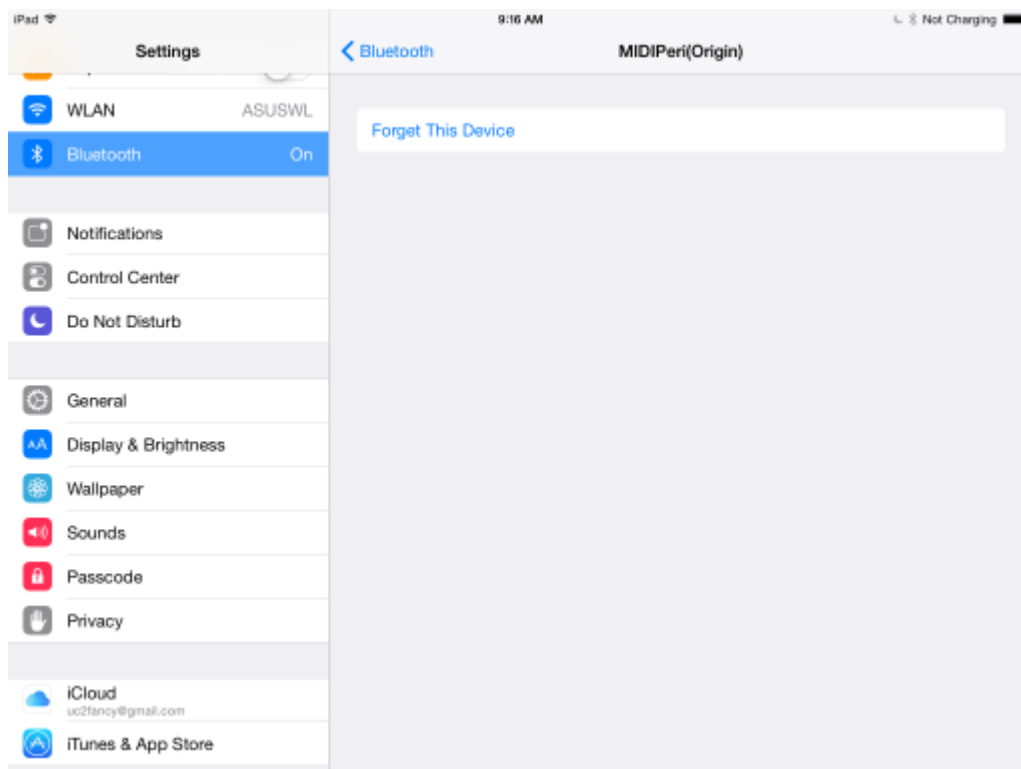 iPad
9:16 AM
Not Charging
Settings
Bluetooth
MIDIPeri(Origin)
WLAN
ASUSWL
Forget This Device
Bluetooth
On
Notifications
Control Center
Do Not Disturb
General
AA
Display & Brightness
Wallpaper
Sounds
Passcode
Privacy
iCloud
uc2fancy@gmail.com
iTunes & App Store